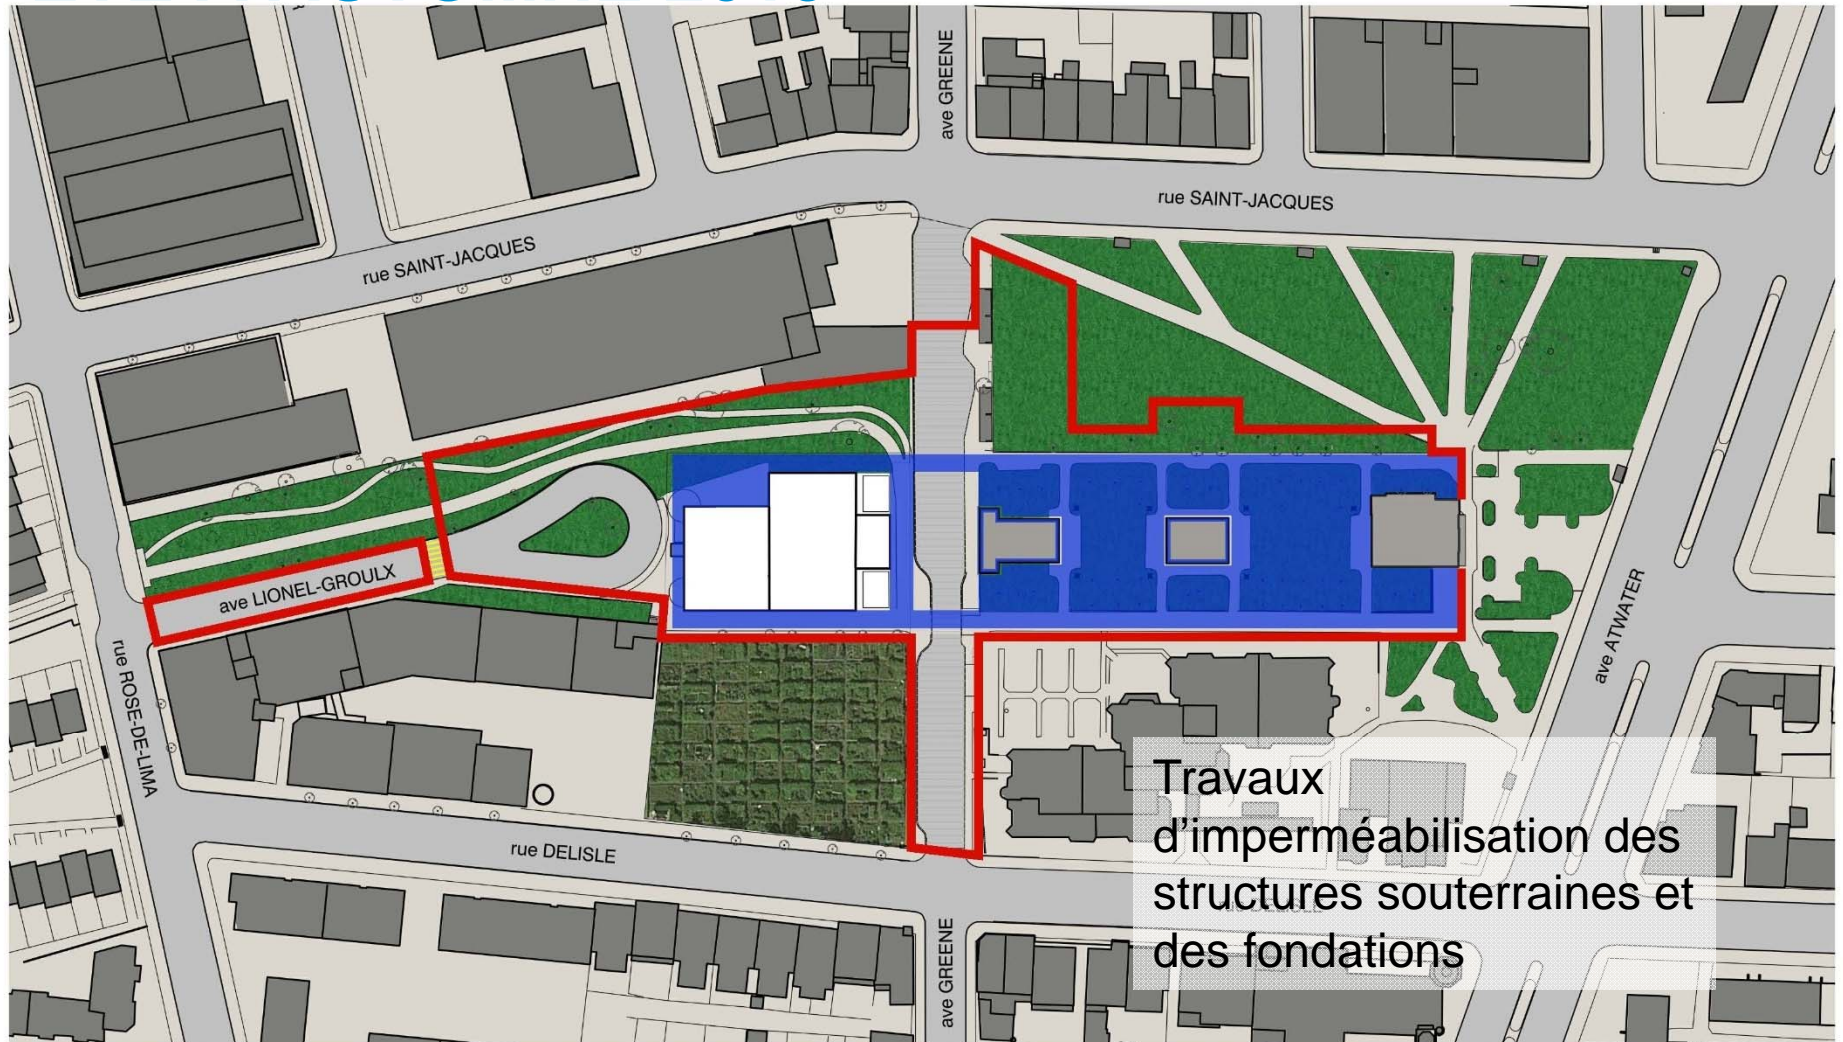 ave GREENE
rue SAINT-JACQUES
rue SAINT-JACQUES
ave LIONEL-GROULX
rue ROSE-DE-LIMA
ave ATWATER
rue DELISLE
ave GREENE
Travaux
d'imperméabilisation des
structures souterraines et
des fondations